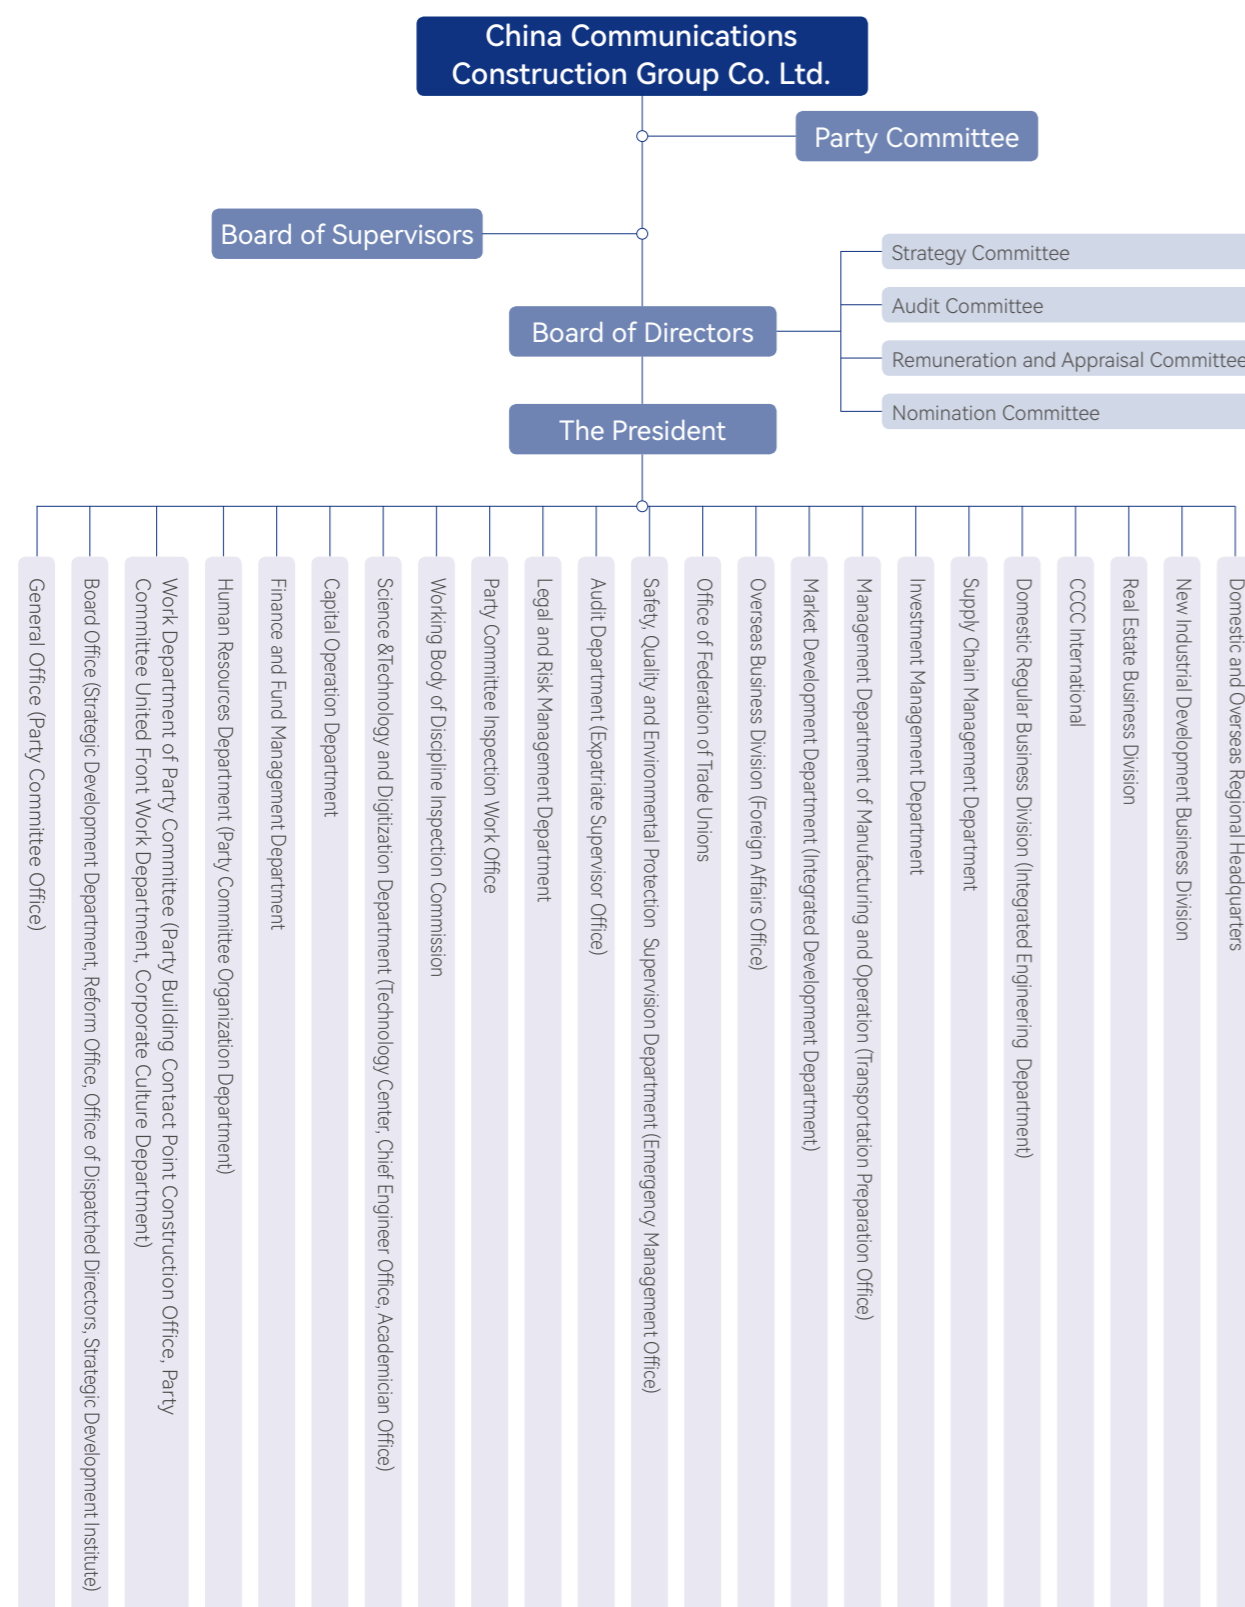 China Communications
Construction Group Co. Ltd.
Party Committee
Board of Supervisors
Strategy Committee
Board of Directors
Audit Committee
Remuneration and Appraisal Committee
Nomination Committee
The President
General Office (Party Committee Office)
Board Office (Strategic Development Department, Reform Office, Office of Dispatched Directors, Strategic Development Institute)
Work Department of Party Committee (Party Building Contact Point Construction Office, Party
Committee United Front Work Department, Corporate Culture Department)
Human Resources Department (Party Committee Organization Department)
Finance and Fund Management Department
Capital Operation Department
Science &Technology and Digitization Department (Technology Center, Chief Engineer Office, Academician Office)
Working Body of Discipline Inspection Commission
Party Committee Inspection Work Office
Legal and Risk Management Department
Audit Department (Expatriate Supervisor Office)
Safety, Quality and Environmental Protection Supervision Department (Emergency Management Office)
Office of Federation of Trade Unions
Overseas Business Division (Foreign Affairs Office)
Market Development Department (Integrated Development Department)
Management Department of Manufacturing and Operation (Transportation Preparation Office)
Investment Management Department
Supply Chain Management Department
Domestic Regular Business Division (Integrated Engineering Department)
CCCC International
Real Estate Business Division
New Industrial Development Business Division
Domestic and Overseas Regional Headquarters